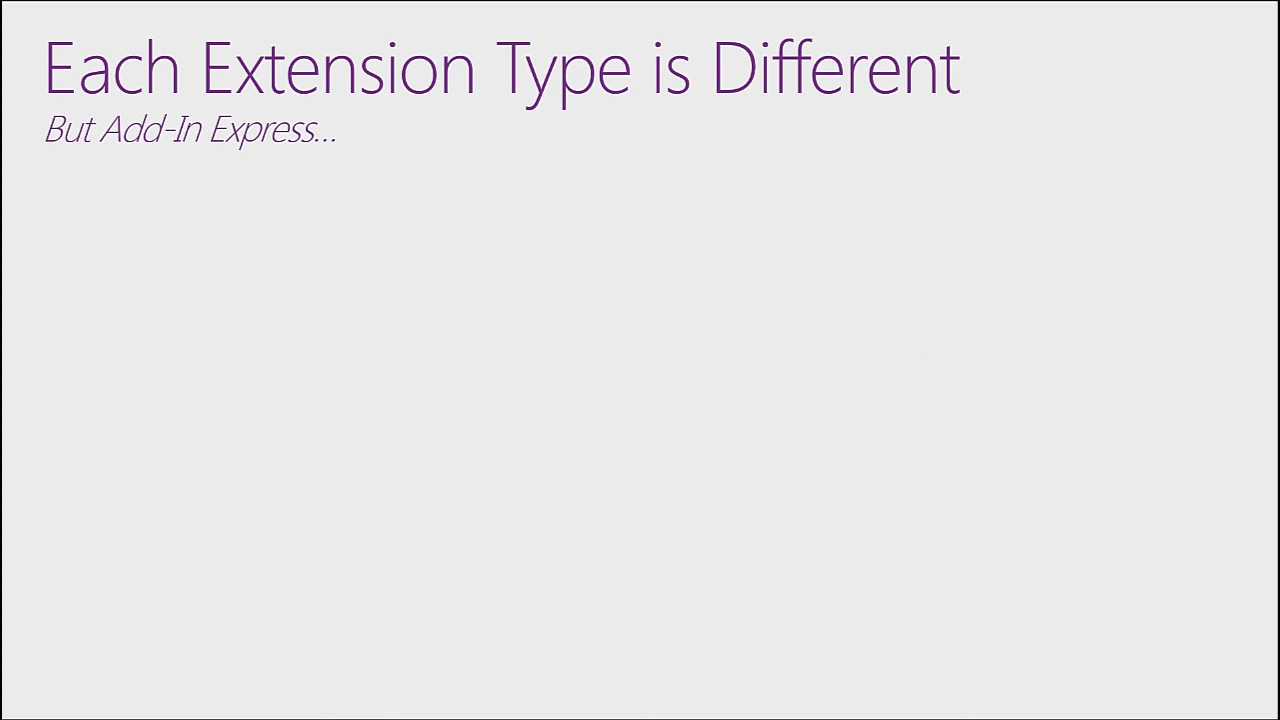 Each Extension Type is Different
But Add-In Express...